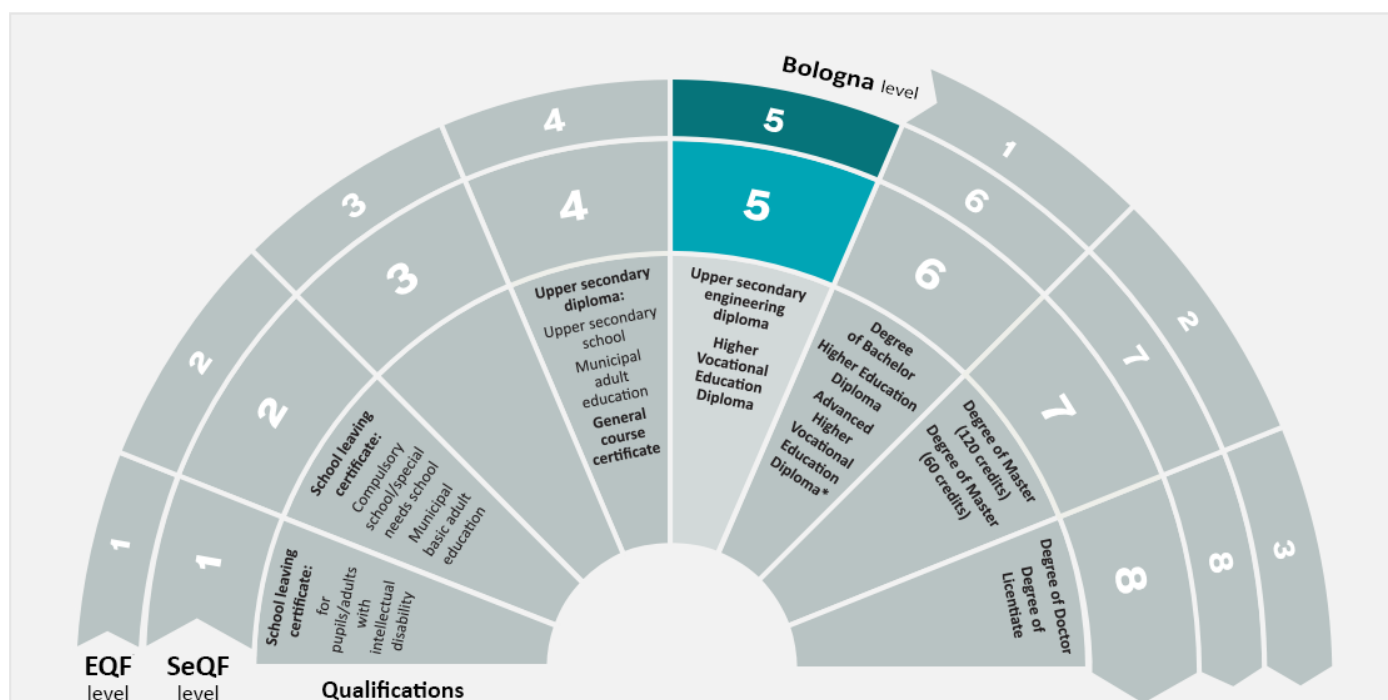 Bologna level
1
2
3
4
5
1
2
3
4
5
6
7
8
6
7
8
1
2
3
School leaving
certificate:
for
pupils/adults
with
intellectual
disability
School leaving
certificate:
Compulsory
school/special
needs school
Municipal
basic adult
education
Upper secondary
diploma:
Upper secondary
school
Municipal
adult
education
General
course
certificate
Upper secondary
engineering
diploma
Higher
Vocational
Education
Diploma
Degree
of Bachelor
Higher Education
Diploma
Advanced
Higher
Vocational
Education
Diploma*
Degree of Master
(120 credits)
Degree of Master
(60 credits)
Degree of Doctor
Degree of
Licentiate
EQF
level
SeQF
level
Qualifications